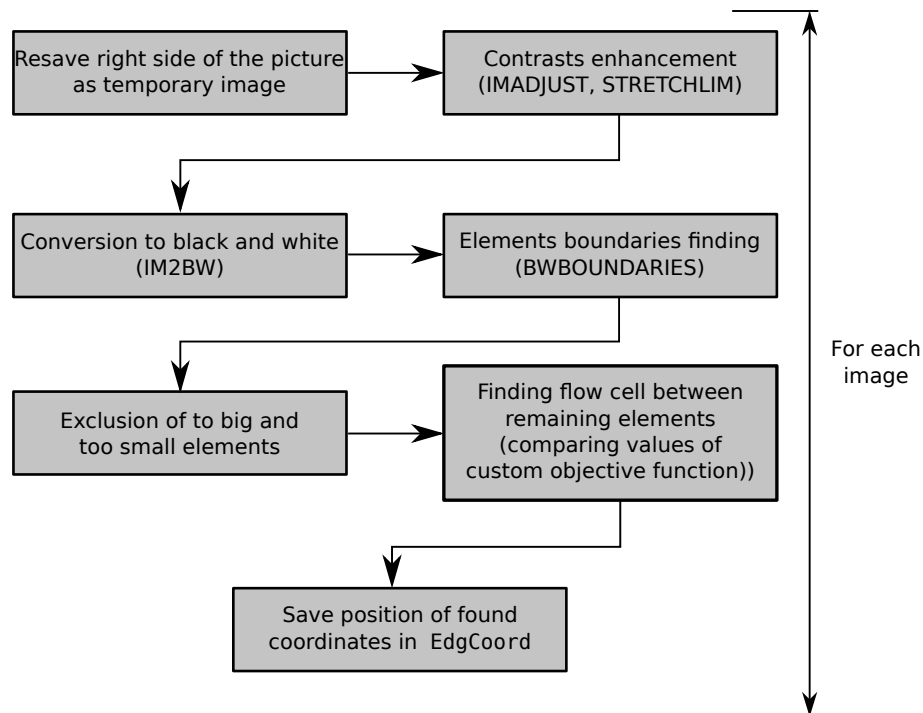 Resave right side of the picture
as temporary image
Contrasts enhancement
(IMADJUST, STRETCHLIM)
Conversion to black and white
(IM2BW)
Elements boundaries finding
(BWBOUNDARIES)
Exclusion of to big and
too small elements
Finding flow cell between
remaining elements
(comparing values of
custom objective function))
Save position of found
coordinates in EdgCoord
For each
image